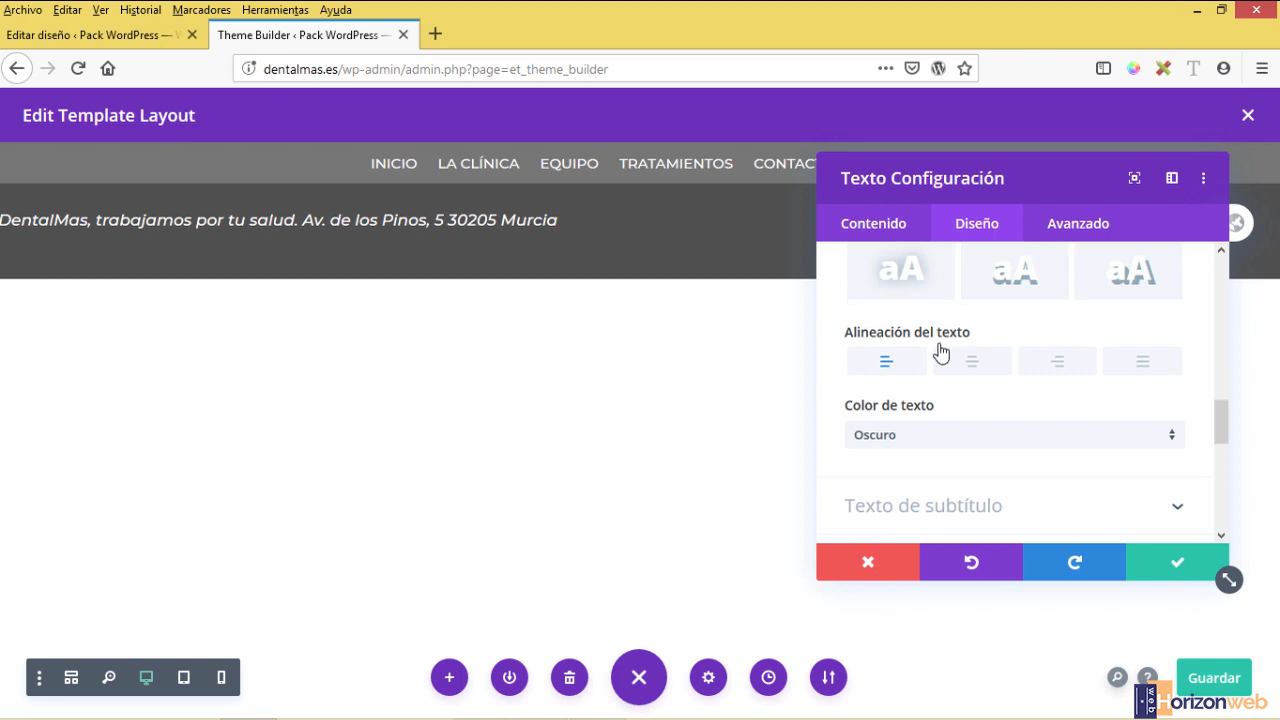 Archivo Editar Ver Historial Marcadores Herramientas Ayuda
Editar diseño ‹ Pack WordPress — W
Theme Builder ‹ Pack WordPress —
dentalmas.es/wp-admin/admin.php?page=et_theme_builder
Edit Template Layout
INICIO LA CLÍNICA EQUIPO TRATAMIENTOS CONTAC
DentalMas, trabajamos por tu salud. Av. de los Pinos, 5 30205 Murcia
Texto Configuración
Contenido Diseño Avanzado
aA aA aA
Alineación del texto
Color de texto
Oscuro
Texto de subtítulo
Guardar
web Horizonweb